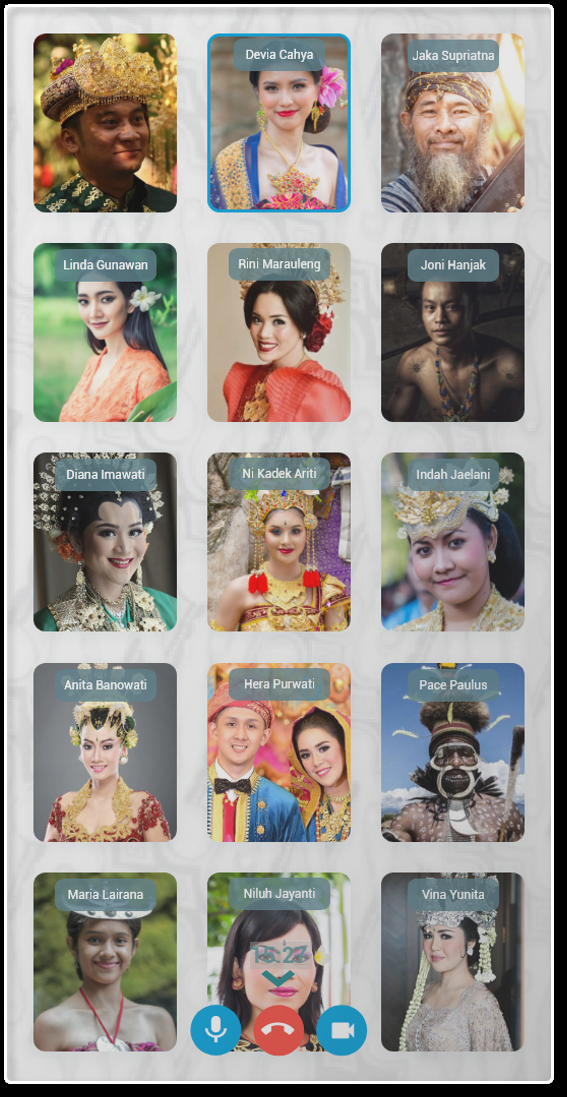 Devia Cahya
Jaka Supriatna
Linda Gunawan
Rini Marauleng
Joni Hanjak
Diana Imawati
Ni Kadek Ariti
Indah Jaelani
Anita Banowati
Hera Purwati
Pace Paulus
Maria Lairana
Niluh Jayanti
Vina Yunita
15.27